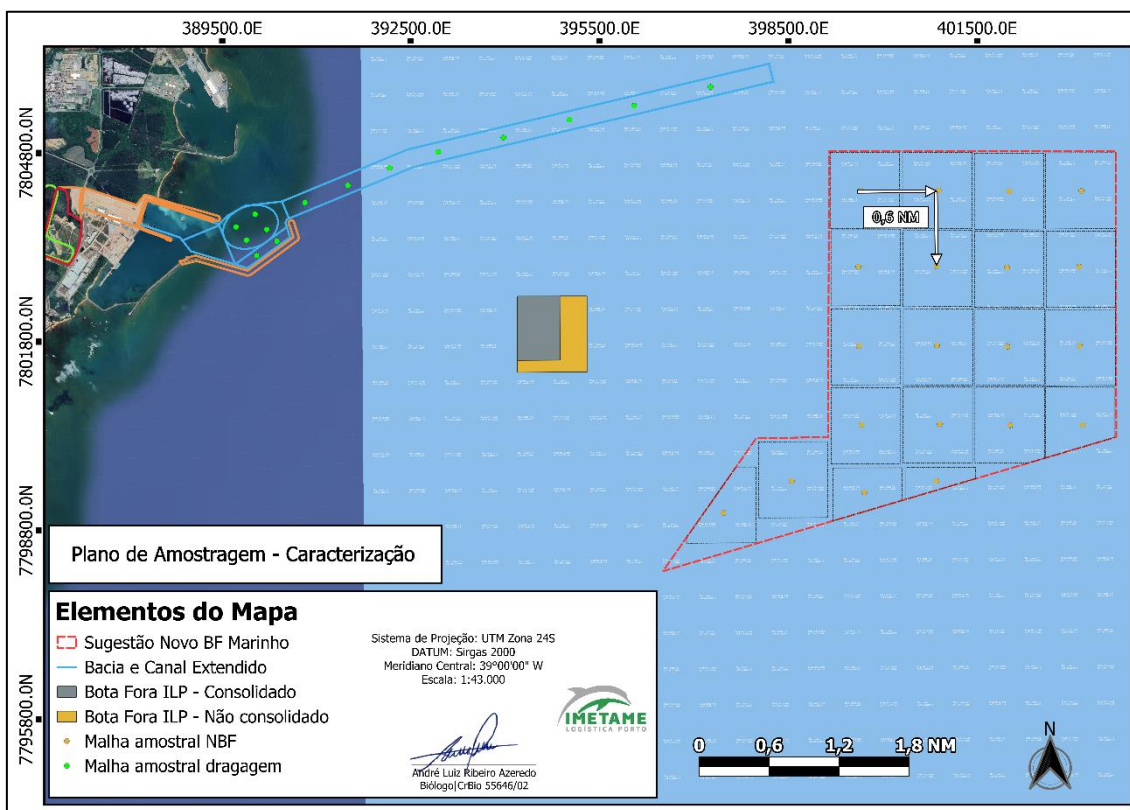 389500.0E
392500.0E
395500.0E
398500.0E
401500.0E
7804800.0N
7801800.0N
7798800.0N
7795800.0N
0,6 NM
Plano de Amostragem - Caracterização
Elementos do Mapa
Sugestão Novo BF Marinho
Bacia e Canal Extendido
Bota Fora ILP - Consolidado
Bota Fora ILP - Não consolidado
Malha amostral NBF
Malha amostral dragagem
Sistema de Projeção: UTM Zona 24S
DATUM: Sirgas 2000
Meridiano Central: 39°00'00" W
Escala: 1:43.000
IMETAME
LOGÍSTICA PORTO
André Luiz Ribeiro Azeredo
Biólogo|CrBio 55646/02
0 0,6 1,2 1,8 NM
N